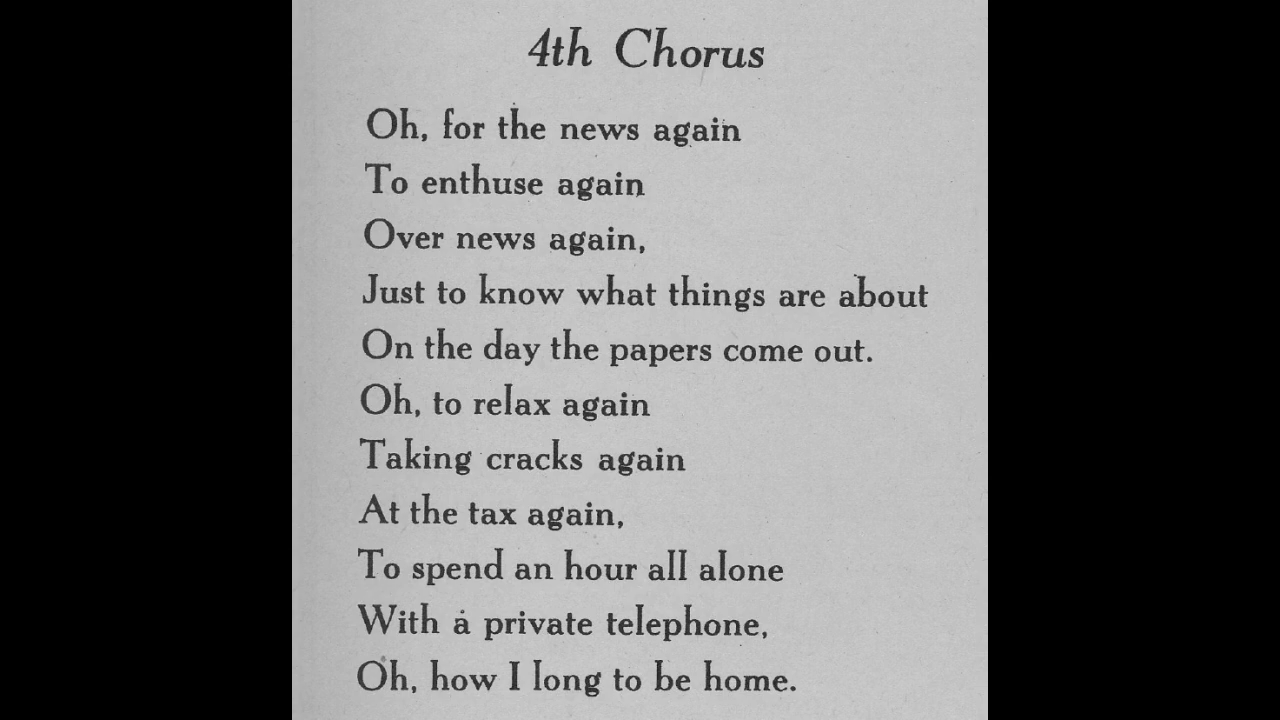 4th Chorus
Oh, for the news again
To enthuse again
Over news again,
Just to know what things are about
On the day the papers come out.
Oh, to relax again
Taking cracks again
At the tax again,
To spend an hour all alone
With a private telephone,
Oh, how I long to be home.